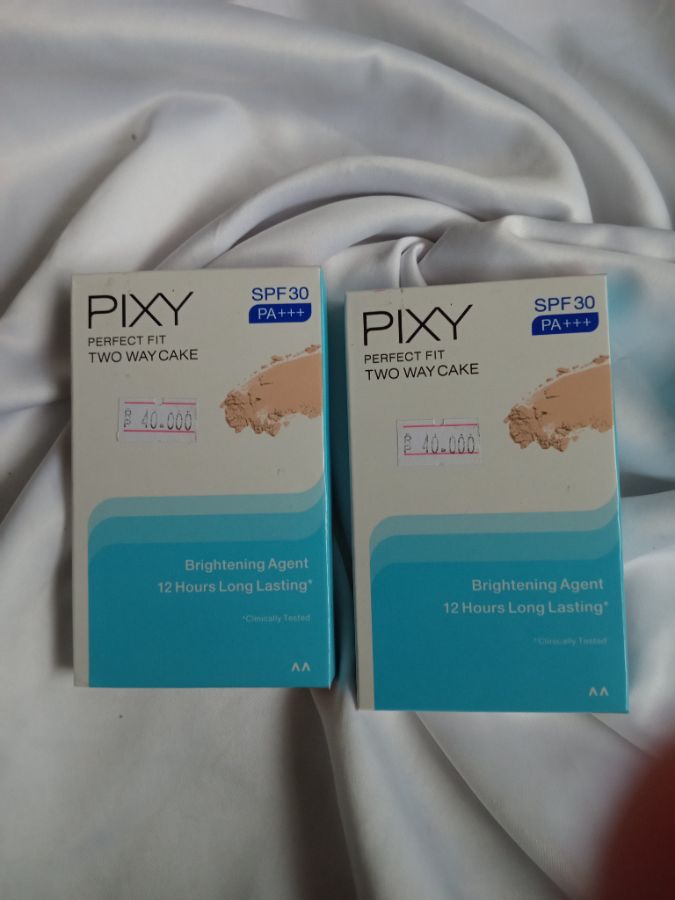 PIXY
PERFECT FIT
TWO WAY CAKE
SPF 30
PA+++
RP 40.000
Brightening Agent
12 Hours Long Lasting*
*Clinically Tested
PIXY
PERFECT FIT
TWO WAY CAKE
SPF 30
PA+++
RP 40.000
Brightening Agent
12 Hours Long Lasting*
*Clinically Tested